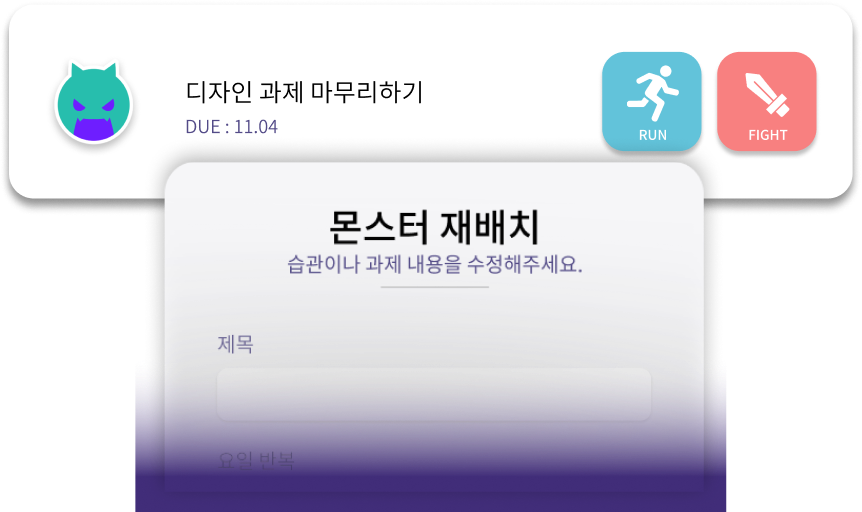 디자인 과제 마무리하기
DUE : 11.04
RUN
FIGHT
몬스터 재배치
습관이나 과제 내용을 수정해주세요.
제목
요일 반복